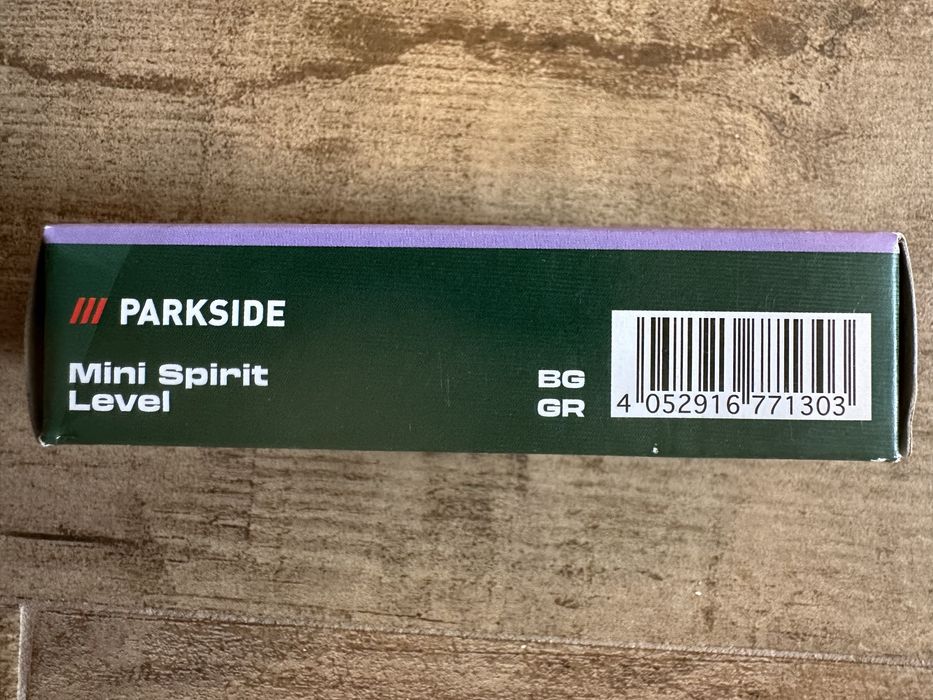 PARKSIDE
Mini Spirit
Level
BG
GR
4 052916 771303